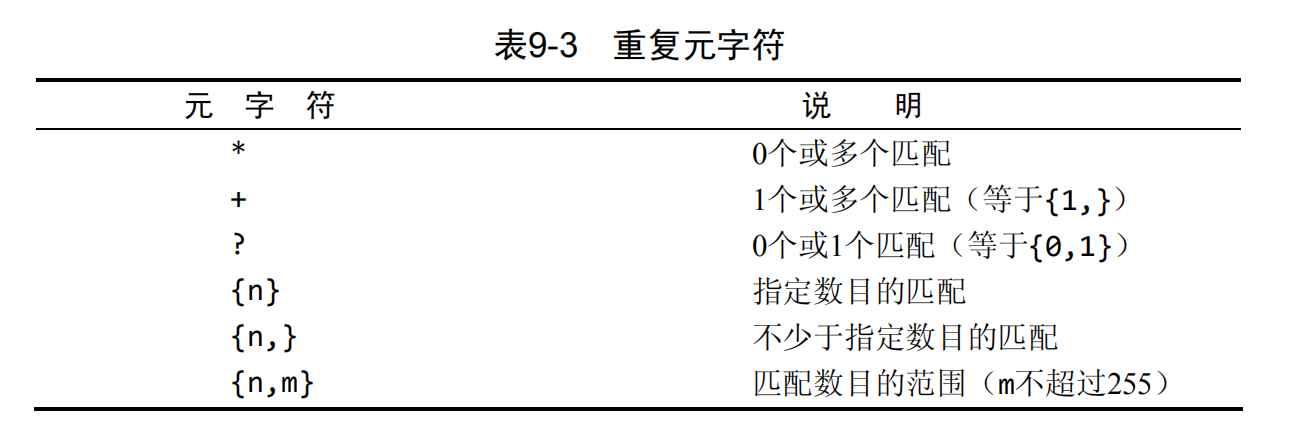 表9-3 重复元字符
元 字 符 说 明
* 0个或多个匹配
+ 1个或多个匹配（等于{1,}）
? 0个或1个匹配（等于{0,1}）
{n} 指定数目的匹配
{n,} 不少于指定数目的匹配
{n,m} 匹配数目的范围（m不超过255）